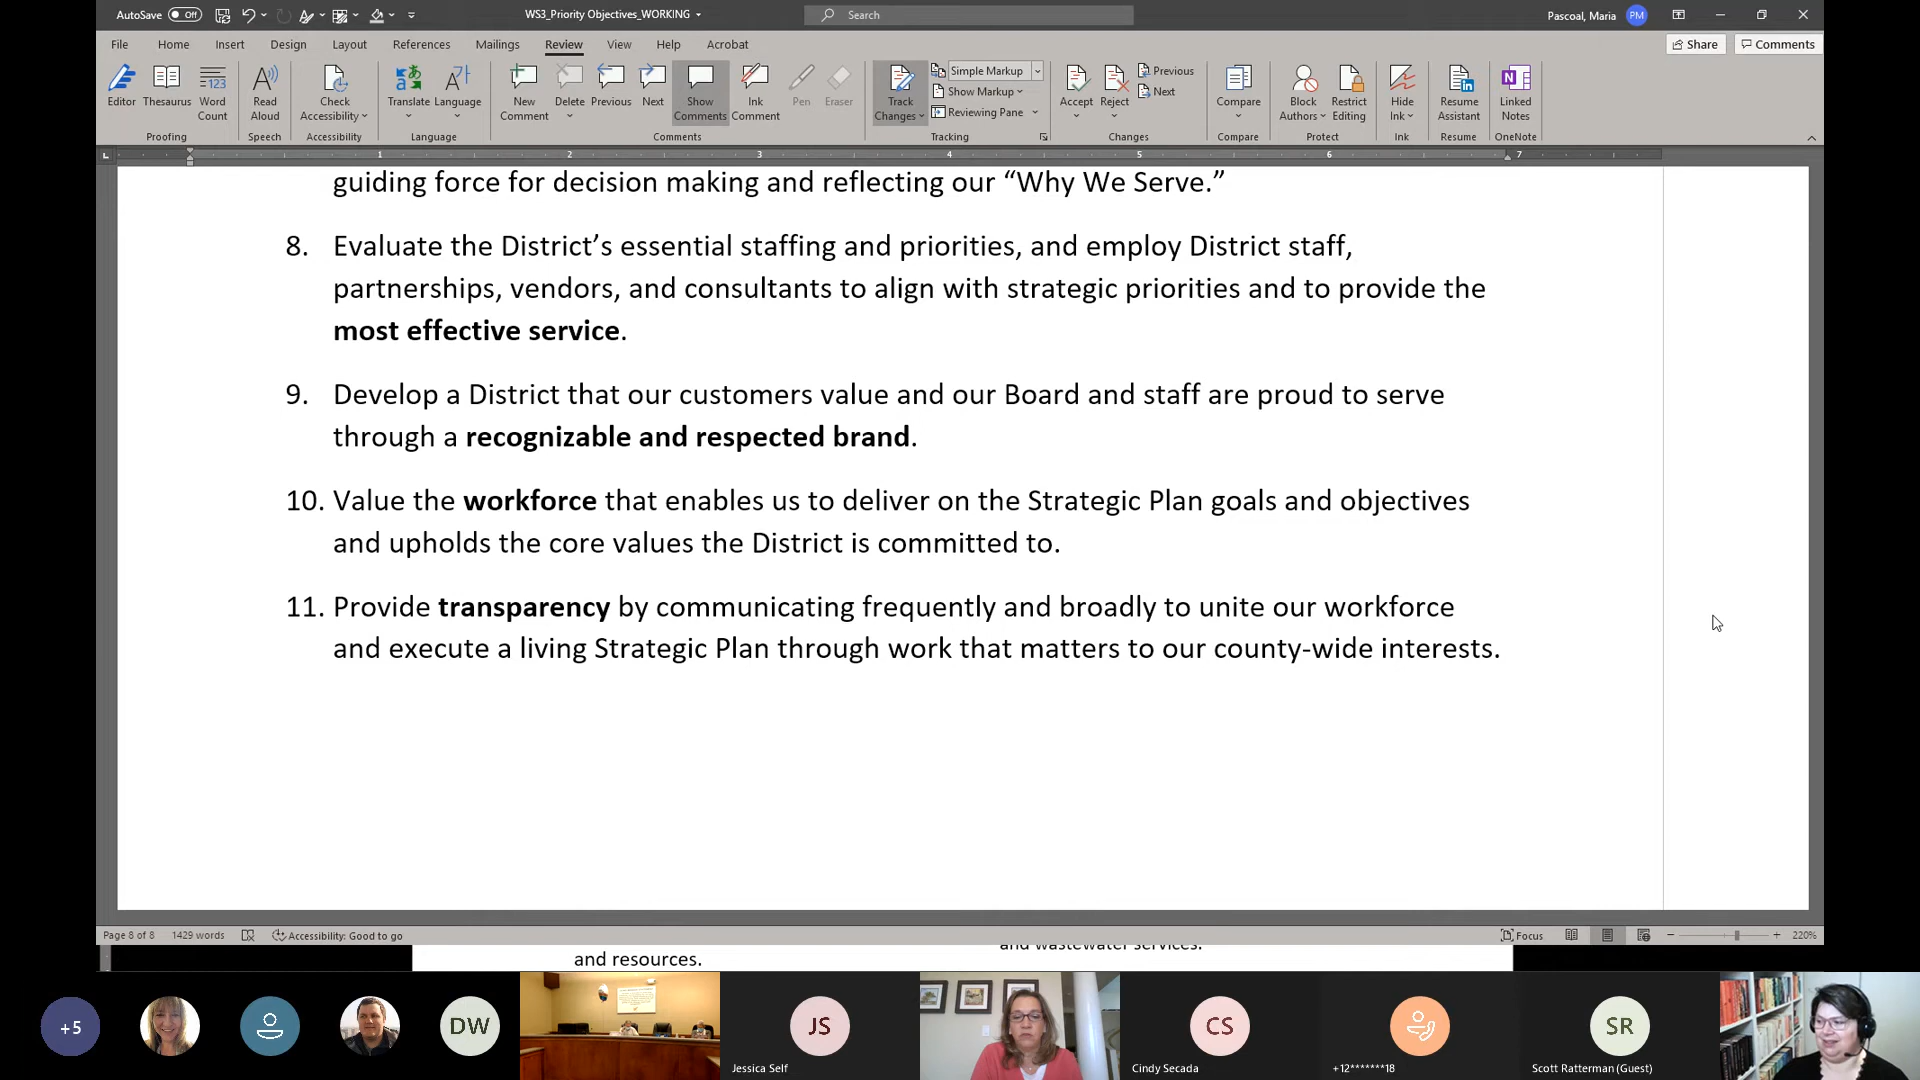 AutoSave Off
WS3_Priority Objectives_WORKING
Search
Pascoal, Maria PM
File Home Insert Design Layout References Mailings Review View Help Acrobat
Share Comments
Editor Thesaurus Word Count
Read Aloud
Check Accessibility
Translate Language
New Comment Delete Previous Next Show Comments Ink Comment Pen Eraser
Track Changes Simple Markup
Show Markup
Reviewing Pane
Accept Reject Previous
Next
Compare
Block Authors Restrict Editing
Hide Ink
Resume Assistant
Linked Notes
Proofing Speech Accessibility Language Comments Tracking Changes Compare Protect Ink Resume OneNote
1 2 3 4 5 6 7
guiding force for decision making and reflecting our “Why We Serve.”
8. Evaluate the District’s essential staffing and priorities, and employ District staff,
partnerships, vendors, and consultants to align with strategic priorities and to provide the
most effective service.
9. Develop a District that our customers value and our Board and staff are proud to serve
through a recognizable and respected brand.
10. Value the workforce that enables us to deliver on the Strategic Plan goals and objectives
and upholds the core values the District is committed to.
11. Provide transparency by communicating frequently and broadly to unite our workforce
and execute a living Strategic Plan through work that matters to our county-wide interests.
Page 8 of 8 1429 words Accessibility: Good to go
Focus 220%
and wastewater services.
and resources.
+5
DW
JS
CS
SR
Jessica Self
Cindy Secada
+12*******18
Scott Ratterman (Guest)